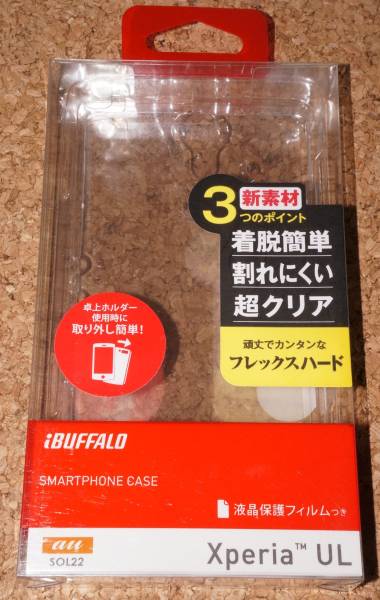 3 新素材
つのポイント
着脱簡単
割れにくい
超クリア
頑丈でカンタンな
フレックスハード
卓上ホルダー
使用時に
取り外し簡単!
iBUFFALO
SMARTPHONE CASE
液晶保護フィルムつき
au
SOL22
Xperia™ UL